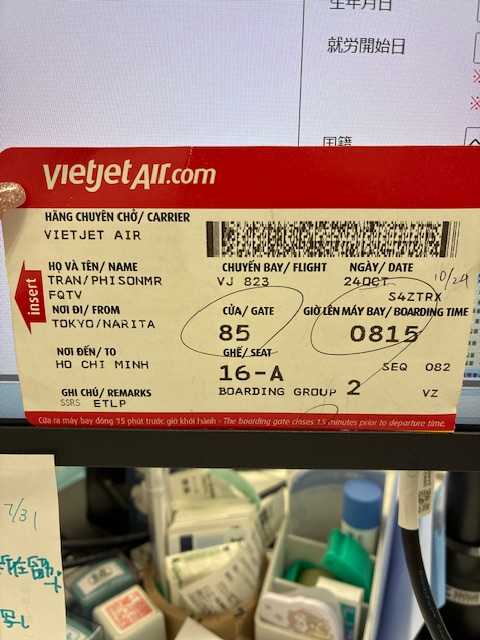 生年月日
就労開始日
※
※
国籍
vietjetAir.com
HÃNG CHUYÊN CHỞ/ CARRIER
VIETJET AIR
HỌ VÀ TÊN/ NAME
CHUYẾN BAY/ FLIGHT
NGÀY/ DATE
TRAN/PHISONMR
VJ 823
24OCT
10/24
FQTV
S4ZTRX
NƠI ĐI/ FROM
CỬA/ GATE
GIỜ LÊN MÁY BAY/ BOARDING TIME
TOKYO/NARITA
85
0815
NƠI ĐẾN/ TO
GHẾ/ SEAT
HO CHI MINH
16-A
SEQ 082
GHI CHÚ/ REMARKS
BOARDING GROUP 2
VZ
SSRS ETLP
insert
Cửa ra máy bay đóng 15 phút trước giờ khởi hành - The boarding gate closes 15 minutes prior to departure time.
7/31